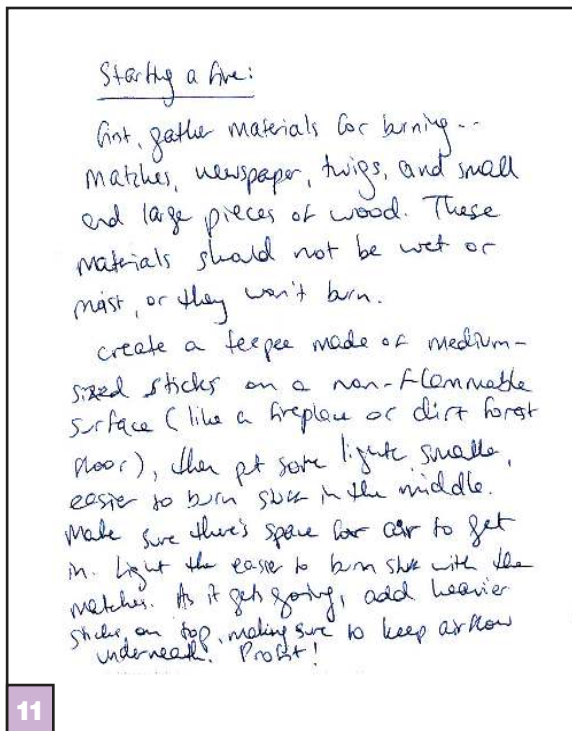 Starting a fire:
First, gather materials for burning--
matches, newspaper, twigs, and small
and large pieces of wood. These
materials should not be wet or
moist, or they won't burn.
create a teepee made of medium-
sized sticks on a non-flammable
surface (like a fireplace or dirt forest
floor), then put some lighter, smaller,
easier to burn stuff in the middle.
Make sure there's space for air to get
in. Light the easier to burn stuff with the
matches. As it gets going, add heavier
sticks on top, making sure to keep airflow
underneath. Profit!
11